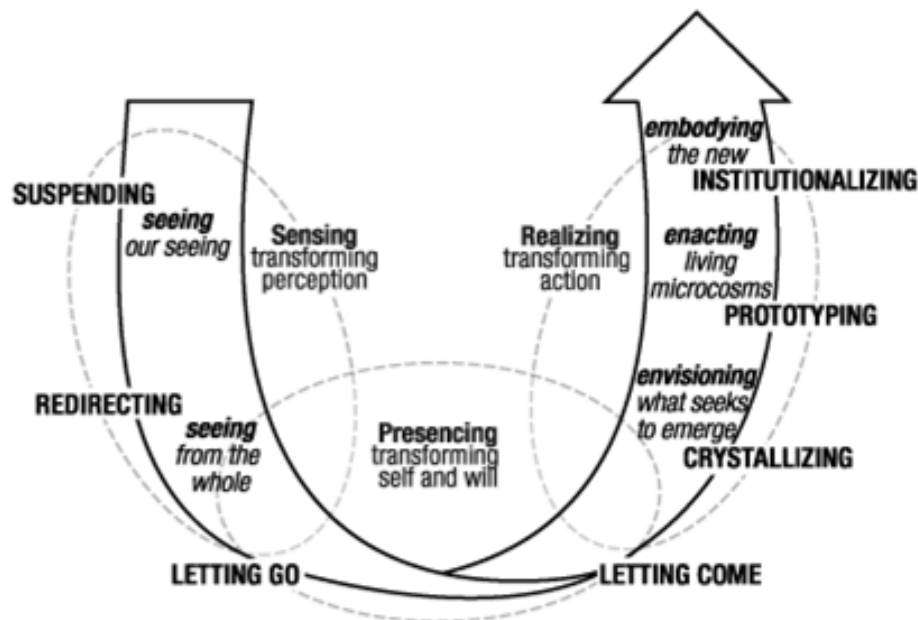 SUSPENDING
seeing
our seeing
Sensing
transforming
perception
REDIRECTING
seeing
from the
whole
LETTING GO
Presencing
transforming
self and will
LETTING COME
Realizing
transforming
action
embodying
the new
INSTITUTIONALIZING
enacting
living
microcosms
PROTOTYPING
envisioning
what seeks
to emerge
CRYSTALLIZING